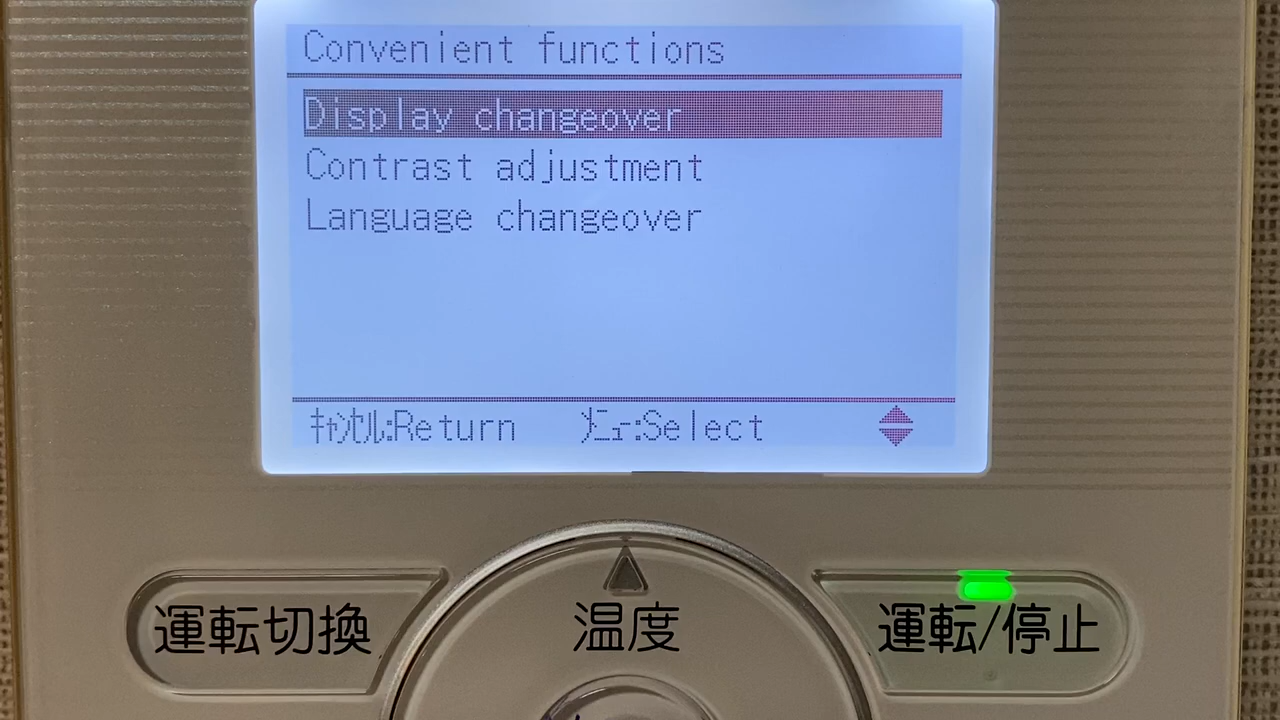 Convenient functions
Display changeover
Contrast adjustment
Language changeover
ｷｬﾝｾﾙ:Return ﾒﾆｭｰ:Select
運転切換 温度 運転/停止